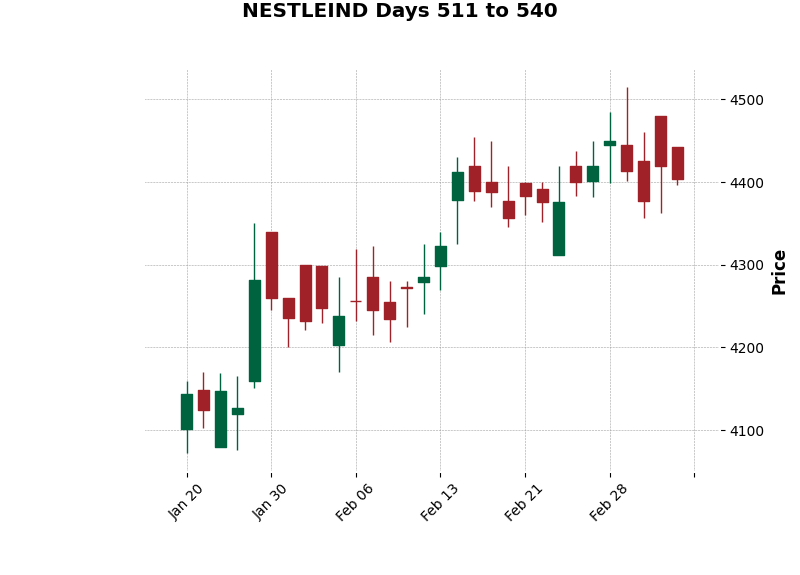 NESTLEIND Days 511 to 540
4500
4400
4300
4200
4100
Price
Jan 20
Jan 30
Feb 06
Feb 13
Feb 21
Feb 28